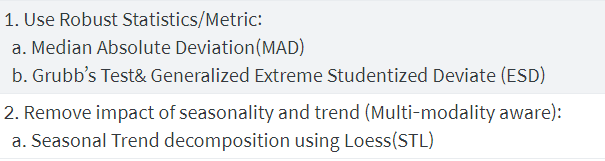 1. Use Robust Statistics/Metric:
a. Median Absolute Deviation(MAD)
b. Grubb's Test& Generalized Extreme Studentized Deviate (ESD)
2. Remove impact of seasonality and trend (Multi-modality aware):
a. Seasonal Trend decomposition using Loess(STL)